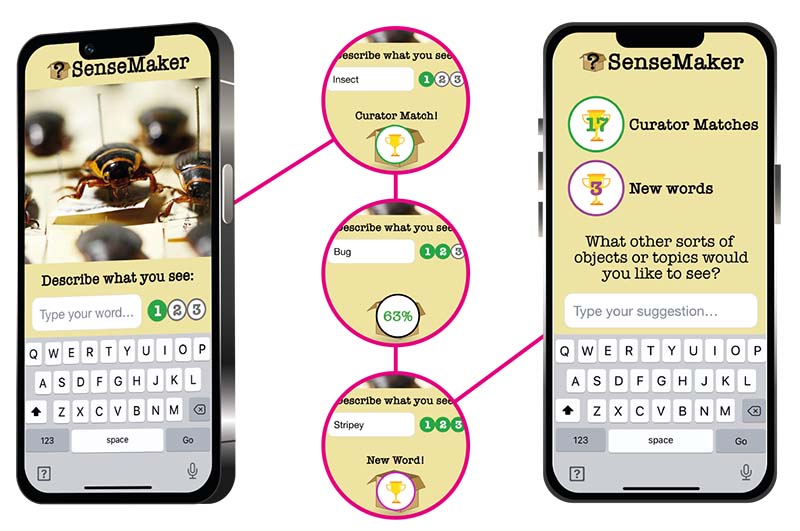 SenseMaker
Describe what you see:
Type your word...
1 2 3
Q W E R T Y U I O P
A S D F G H J K L
Z X C V B N M
123 space Go
?
Describe what you see
Insect
1 2 3
Curator Match!
Describe what you see
Bug
1 2 3
63%
Describe what you see
Stripey
1 2 3
New Word!
SenseMaker
17 Curator Matches
3 New words
What other sorts of
objects or topics would
you like to see?
Type your suggestion...
Q W E R T Y U I O P
A S D F G H J K L
Z X C V B N M
123 space Go
?